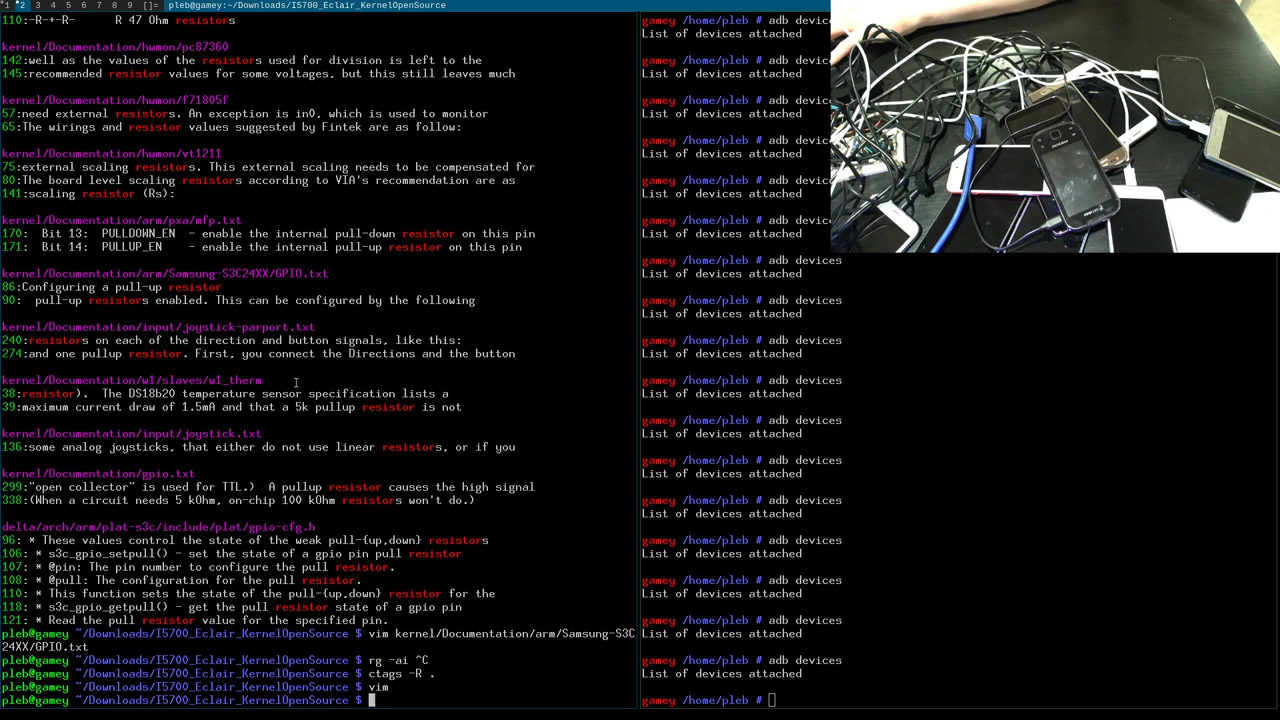 1 2 3 4 5 6 7 8 9 []= pleb@gamey:~/Downloads/I5700_Eclair_KernelOpenSource
110:-R-+-R-      R 47 Ohm resistors
kernel/Documentation/hwmon/pc87360
142:well as the values of the resistors used for division is left to the
145:recommended resistor values for some voltages, but this still leaves much
kernel/Documentation/hwmon/f71805f
57:need external resistors. An exception is in0, which is used to monitor
65:The wirings and resistor values suggested by Fintek are as follow:
kernel/Documentation/hwmon/vt1211
75:external scaling resistors. This external scaling needs to be compensated for
80:The board level scaling resistors according to VIA's recommendation are as
141:scaling resistor (Rs):
kernel/Documentation/arm/pxa/mfp.txt
170:  Bit 13:  PULLDOWN_EN   - enable the internal pull-down resistor on this pin
171:  Bit 14:  PULLUP_EN    - enable the internal pull-up resistor on this pin
kernel/Documentation/arm/Samsung-S3C24XX/GPIO.txt
86:Configuring a pull-up resistor
90:  pull-up resistors enabled. This can be configured by the following
kernel/Documentation/input/joystick-parport.txt
240:resistors on each of the direction and button signals, like this:
274:and one pullup resistor. First, you connect the Directions and the button
kernel/Documentation/w1/slaves/w1_therm
38:resistor).  The DS18b20 temperature sensor specification lists a
39:maximum current draw of 1.5mA and that a 5k pullup resistor is not
kernel/Documentation/input/joystick.txt
136:some analog joysticks, that either do not use linear resistors, or if you
kernel/Documentation/gpio.txt
299:"open collector" is used for TTL.)  A pullup resistor causes the high signal
338:(When a circuit needs 5 kOhm, on-chip 100 kOhm resistors won't do.)
delta/arch/arm/plat-s3c/include/plat/gpio-cfg.h
96: * These values control the state of the weak pull-{up,down} resistors
106: * s3c_gpio_setpull() - set the state of a gpio pin pull resistor
107: * @pin: The pin number to configure the pull resistor.
108: * @pull: The configuration for the pull resistor.
110: * This function sets the state of the pull-{up,down} resistor for the
118: * s3c_gpio_getpull() - get the pull resistor state of a gpio pin
121: * Read the pull resistor value for the specified pin.
pleb@gamey ~/Downloads/I5700_Eclair_KernelOpenSource $ vim kernel/Documentation/arm/Samsung-S3C
24XX/GPIO.txt
pleb@gamey ~/Downloads/I5700_Eclair_KernelOpenSource $ rg -ai ^C
pleb@gamey ~/Downloads/I5700_Eclair_KernelOpenSource $ ctags -R .
pleb@gamey ~/Downloads/I5700_Eclair_KernelOpenSource $ vim
pleb@gamey ~/Downloads/I5700_Eclair_KernelOpenSource $
gamey /home/pleb # adb devices
List of devices attached
gamey /home/pleb # adb devices
List of devices attached
gamey /home/pleb # adb devices
List of devices attached
gamey /home/pleb # adb devices
List of devices attached
gamey /home/pleb # adb devices
List of devices attached
gamey /home/pleb # adb devices
List of devices attached
gamey /home/pleb # adb devices
List of devices attached
gamey /home/pleb # adb devices
List of devices attached
gamey /home/pleb # adb devices
List of devices attached
gamey /home/pleb # adb devices
List of devices attached
gamey /home/pleb # adb devices
List of devices attached
gamey /home/pleb # adb devices
List of devices attached
gamey /home/pleb # adb devices
List of devices attached
gamey /home/pleb # adb devices
List of devices attached
gamey /home/pleb # adb devices
List of devices attached
gamey /home/pleb # adb devices
List of devices attached
gamey /home/pleb # adb devices
List of devices attached
gamey /home/pleb #